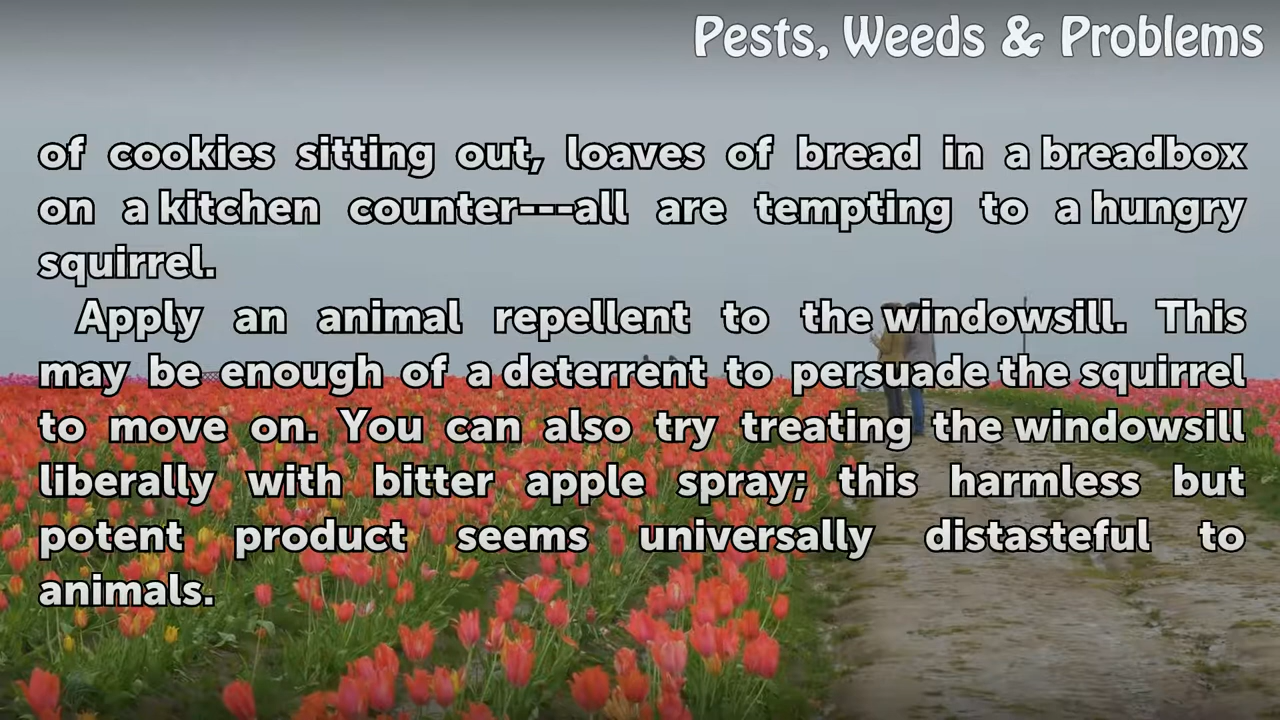 Pests, Weeds & Problems
of cookies sitting out, loaves of bread in a breadbox
on a kitchen counter---all are tempting to a hungry
squirrel.
Apply an animal repellent to the windowsill. This
may be enough of a deterrent to persuade the squirrel
to move on. You can also try treating the windowsill
liberally with bitter apple spray; this harmless but
potent product seems universally distasteful to
animals.